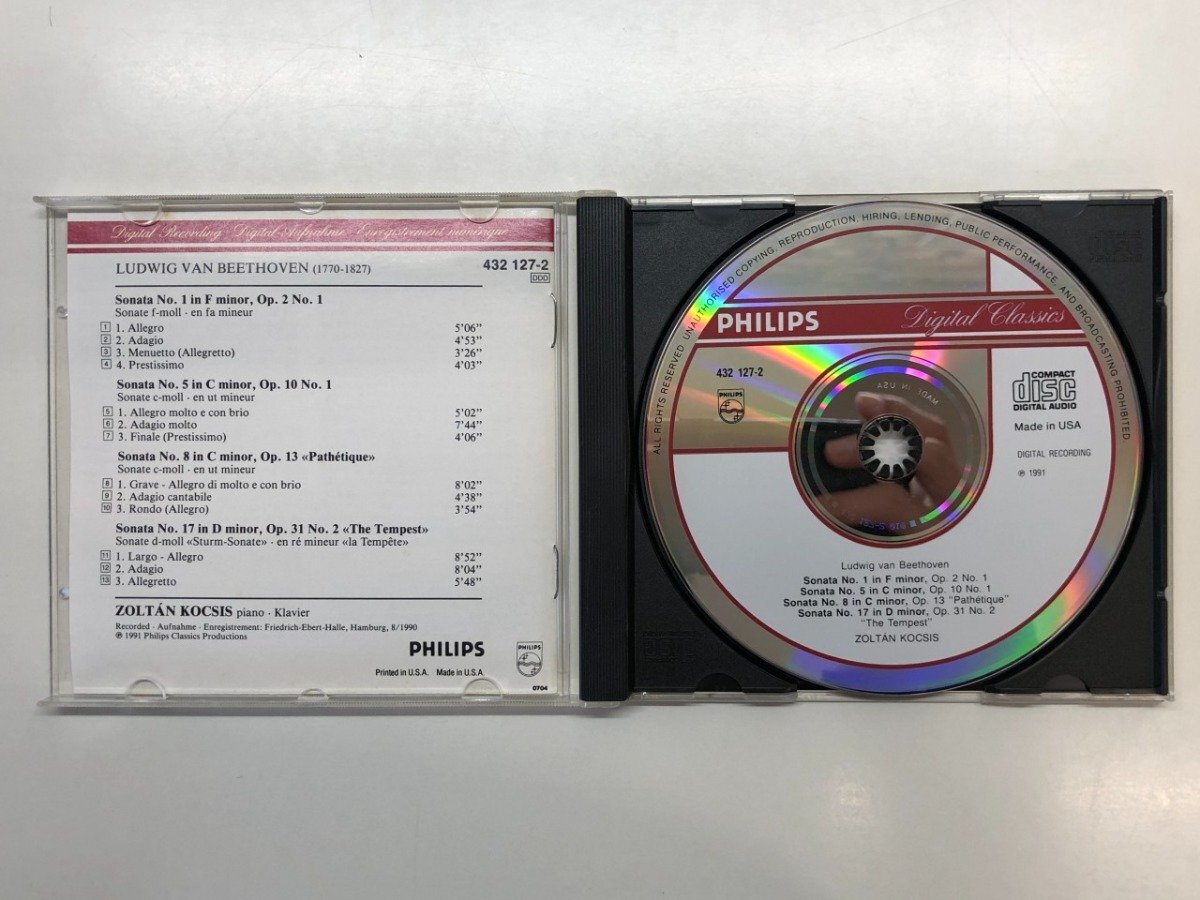 Digital Recording · Digital Aufnahme · Enregistrement numérique
LUDWIG VAN BEETHOVEN (1770-1827)
432 127-2
DDD
Sonata No. 1 in F minor, Op. 2 No. 1
Sonate f-moll · en fa mineur
1 1. Allegro 5’06”
2 2. Adagio 4’53”
3 3. Menuetto (Allegretto) 3’26”
4 4. Prestissimo 4’03”
Sonata No. 5 in C minor, Op. 10 No. 1
Sonate c-moll · en ut mineur
5 1. Allegro molto e con brio 5’02”
6 2. Adagio molto 7’44”
7 3. Finale (Prestissimo) 4’06”
Sonata No. 8 in C minor, Op. 13 «Pathétique»
Sonate c-moll · en ut mineur
8 1. Grave - Allegro di molto e con brio 8’02”
9 2. Adagio cantabile 4’38”
10 3. Rondo (Allegro) 3’54”
Sonata No. 17 in D minor, Op. 31 No. 2 «The Tempest»
Sonate d-moll «Sturm-Sonate» · en ré mineur «la Tempête»
11 1. Largo - Allegro 8’52”
12 2. Adagio 8’04”
13 3. Allegretto 5’48”
ZOLTÁN KOCSIS piano · Klavier
Recorded · Aufnahme · Enregistrement: Friedrich-Ebert-Halle, Hamburg, 8/1990
℗ 1991 Philips Classics Productions
PHILIPS
PHILIPS
Printed in U.S.A. Made in U.S.A.
0704
ALL RIGHTS RESERVED. UNAUTHORISED COPYING, REPRODUCTION, HIRING, LENDING, PUBLIC PERFORMANCE, AND BROADCASTING PROHIBITED.
PHILIPS
Digital Classics
432 127-2
PHILIPS
COMPACT
disc
DIGITAL AUDIO
Made in USA
DIGITAL RECORDING
℗ 1991
MADE IN USA
Ludwig van Beethoven
Sonata No. 1 in F minor, Op. 2 No. 1
Sonata No. 5 in C minor, Op. 10 No. 1
Sonata No. 8 in C minor, Op. 13 "Pathétique"
Sonata No. 17 in D minor, Op. 31 No. 2
"The Tempest"
ZOLTÁN KOCSIS